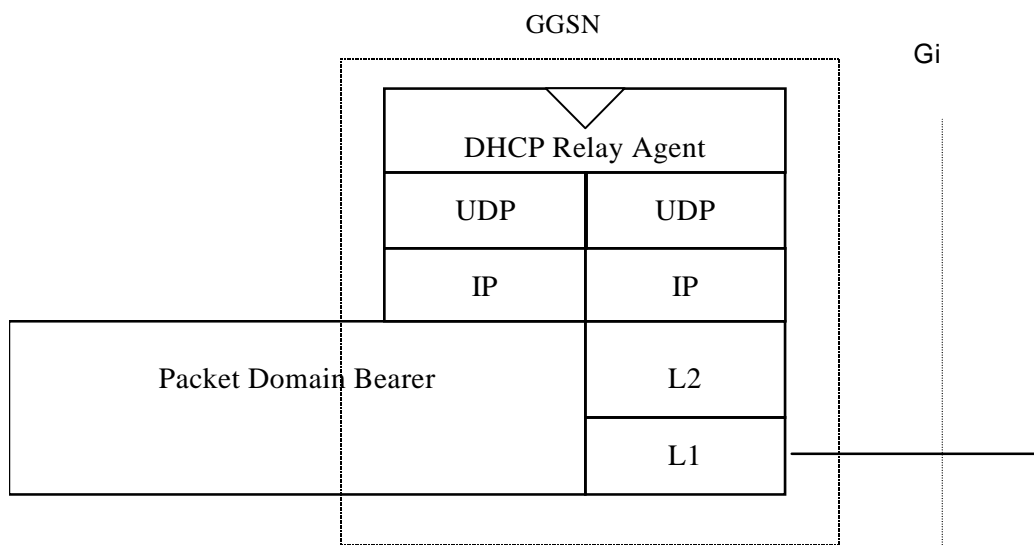 GGSN
Gi
DHCP Relay Agent
UDP
UDP
IP
IP
Packet Domain Bearer
L2
L1